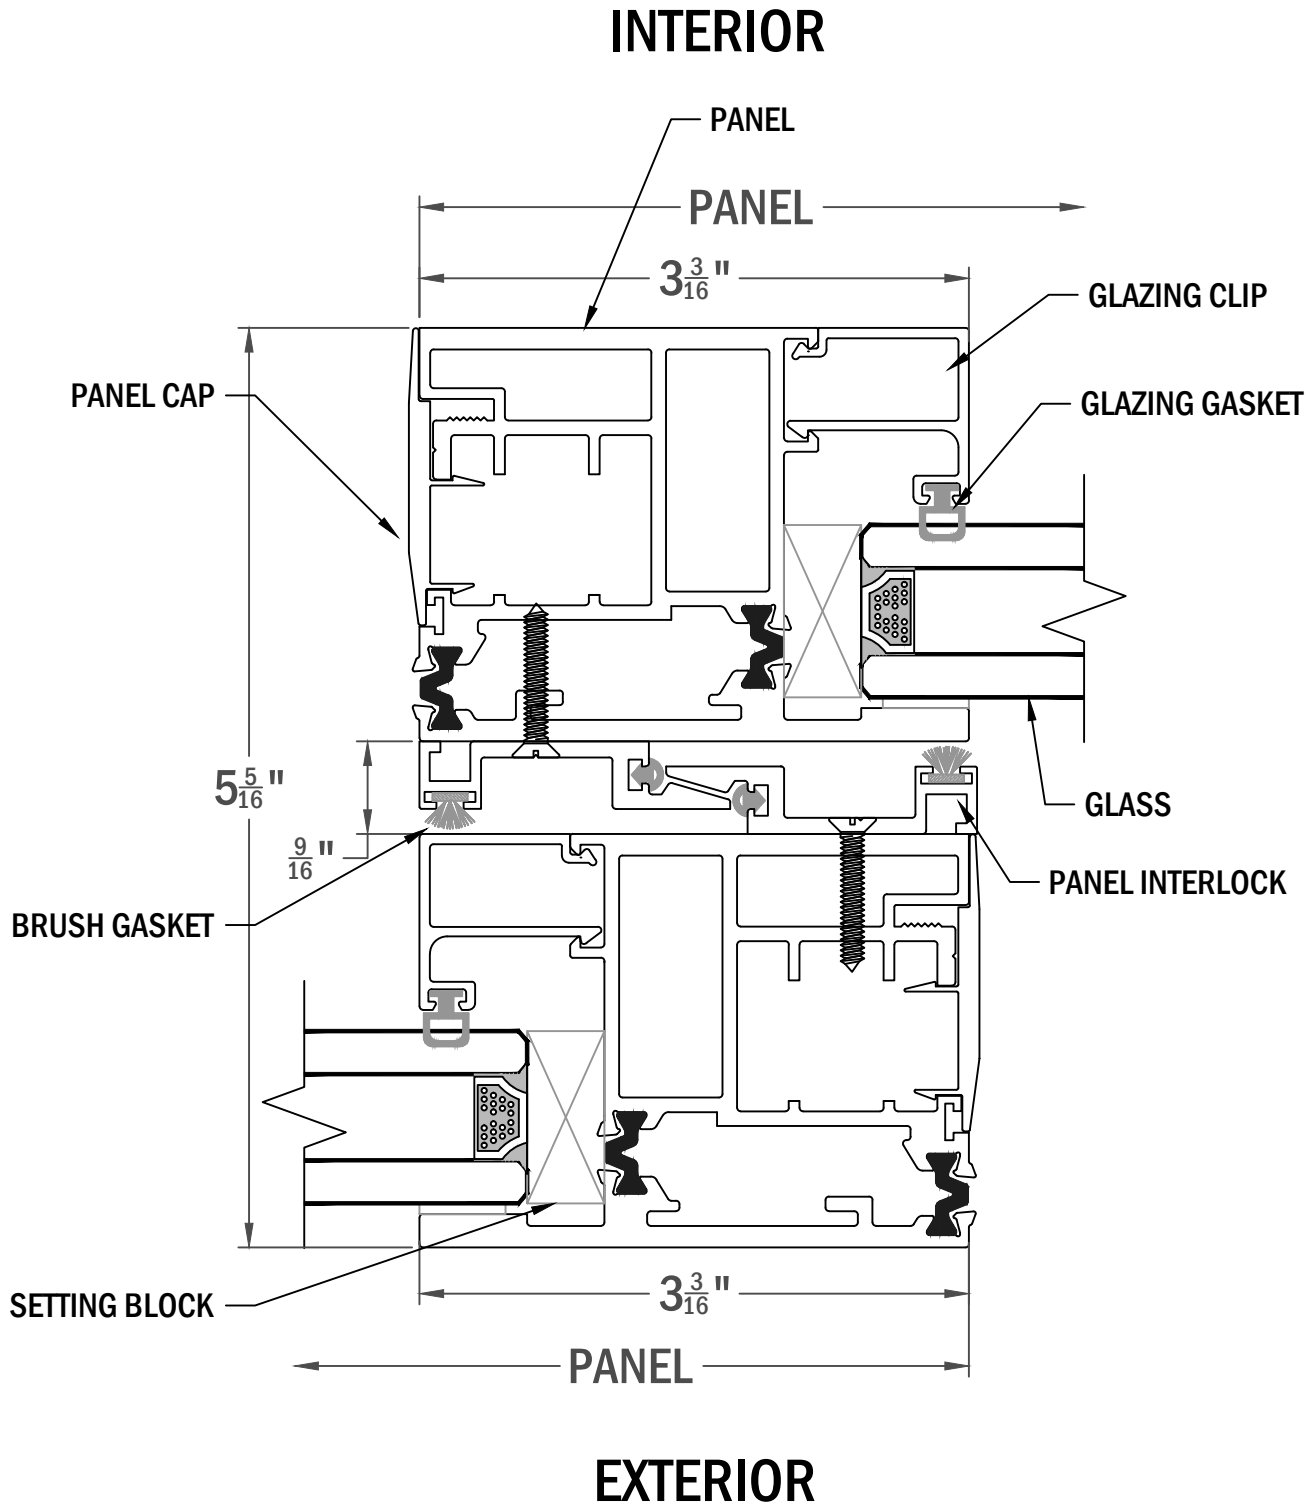 INTERIOR
PANEL
PANEL
3 3/16"
GLAZING CLIP
PANEL CAP
GLAZING GASKET
5 5/16"
GLASS
9/16"
PANEL INTERLOCK
BRUSH GASKET
SETTING BLOCK
3 3/16"
PANEL
EXTERIOR